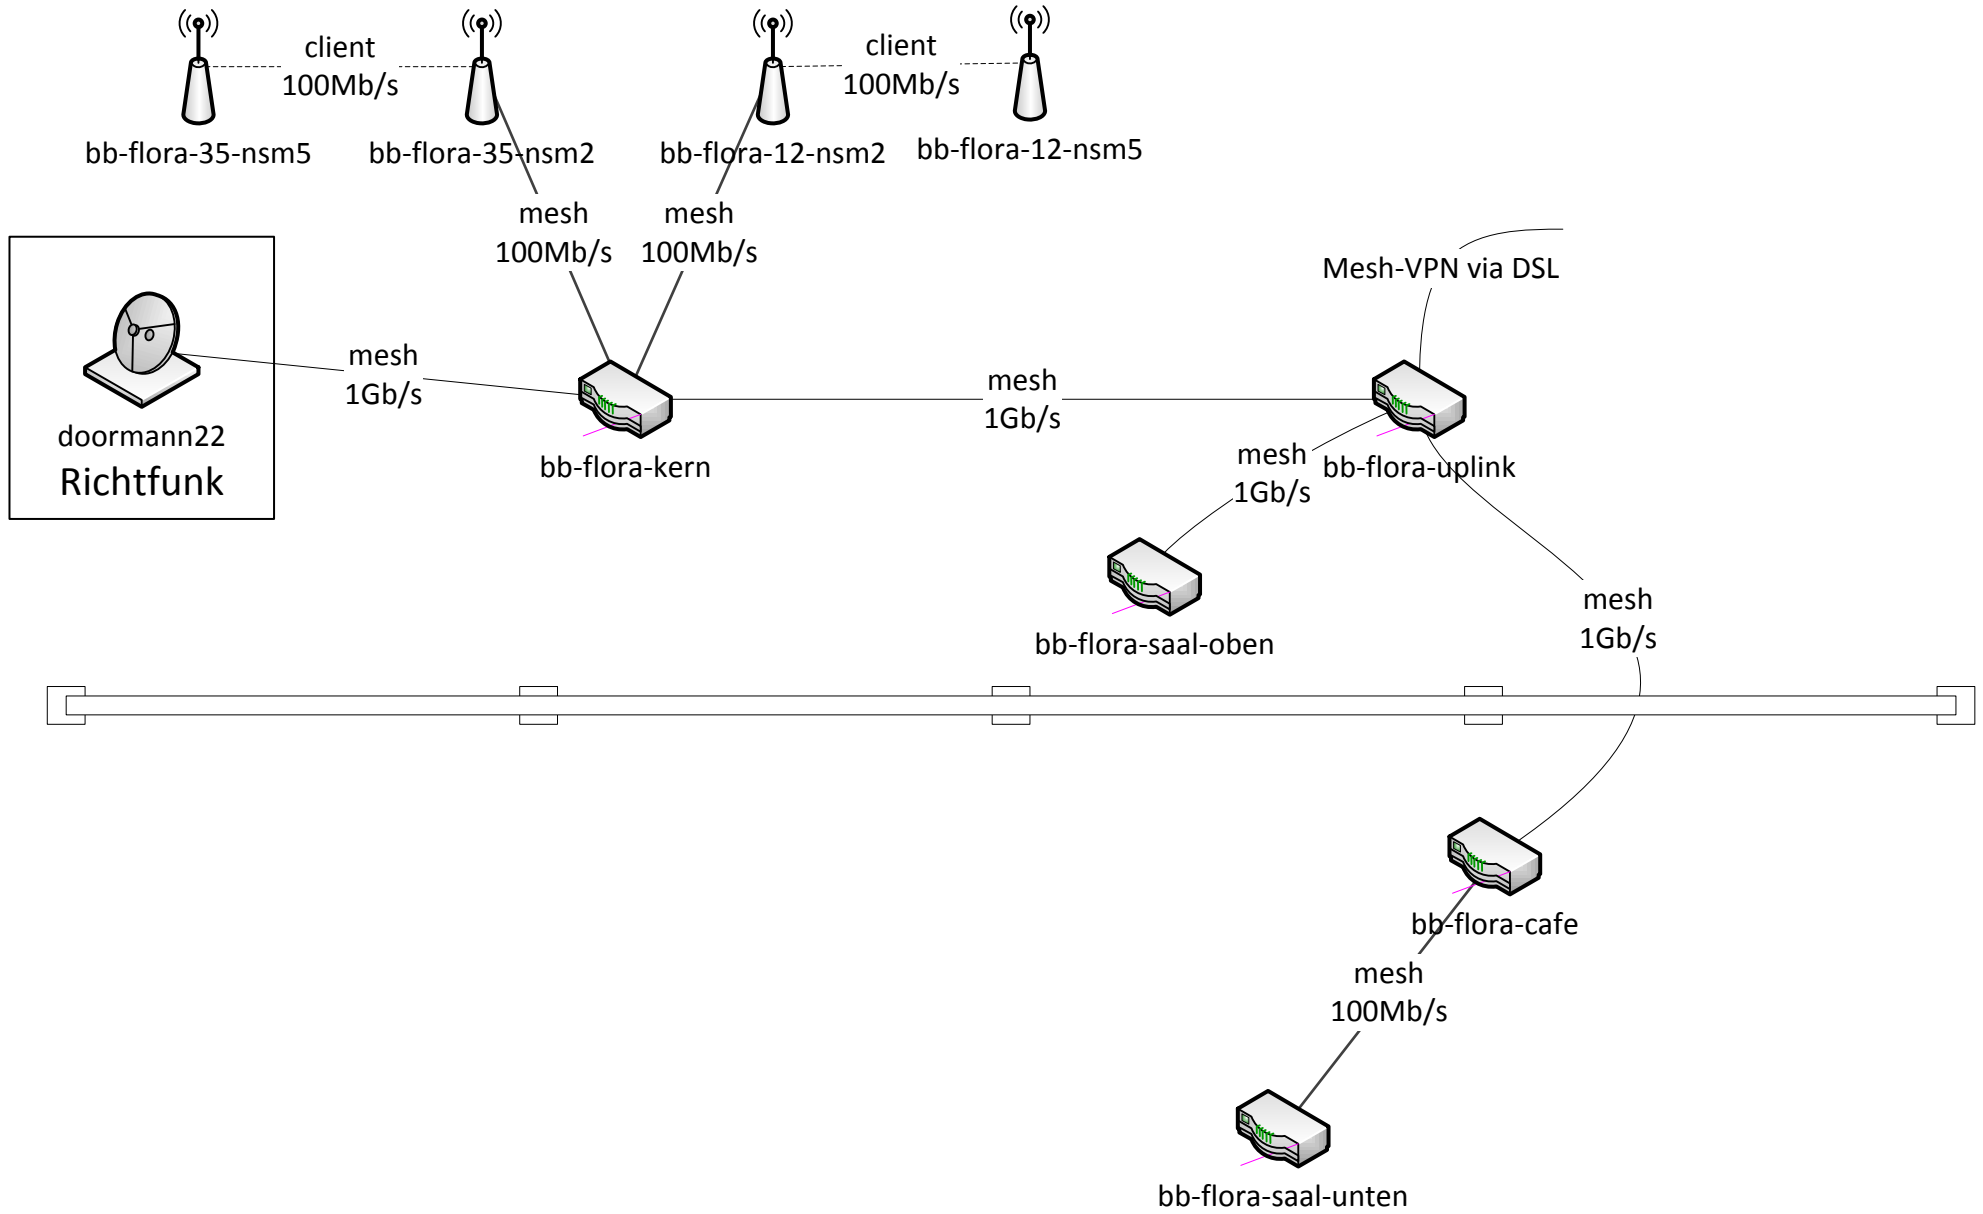 client
100Mb/s
client
100Mb/s
bb-flora-35-nsm5
bb-flora-35-nsm2
bb-flora-12-nsm2
bb-flora-12-nsm5
mesh
100Mb/s
mesh
100Mb/s
Mesh-VPN via DSL
mesh
1Gb/s
mesh
1Gb/s
doormann22
Richtfunk
bb-flora-kern
mesh
1Gb/s
bb-flora-uplink
mesh
1Gb/s
bb-flora-saal-oben
bb-flora-cafe
mesh
100Mb/s
bb-flora-saal-unten